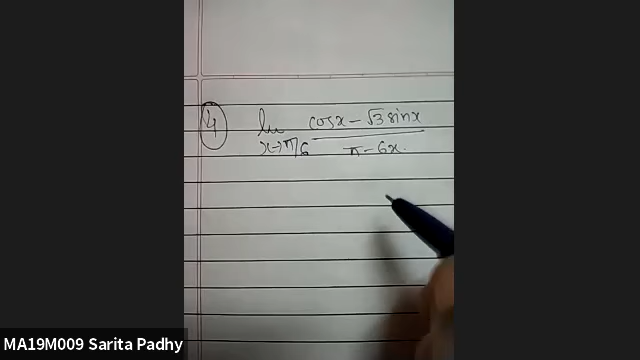 ④ lim cosx - √3 sinx
x→π/6 π - 6x.
MA19M009 Sarita Padhy